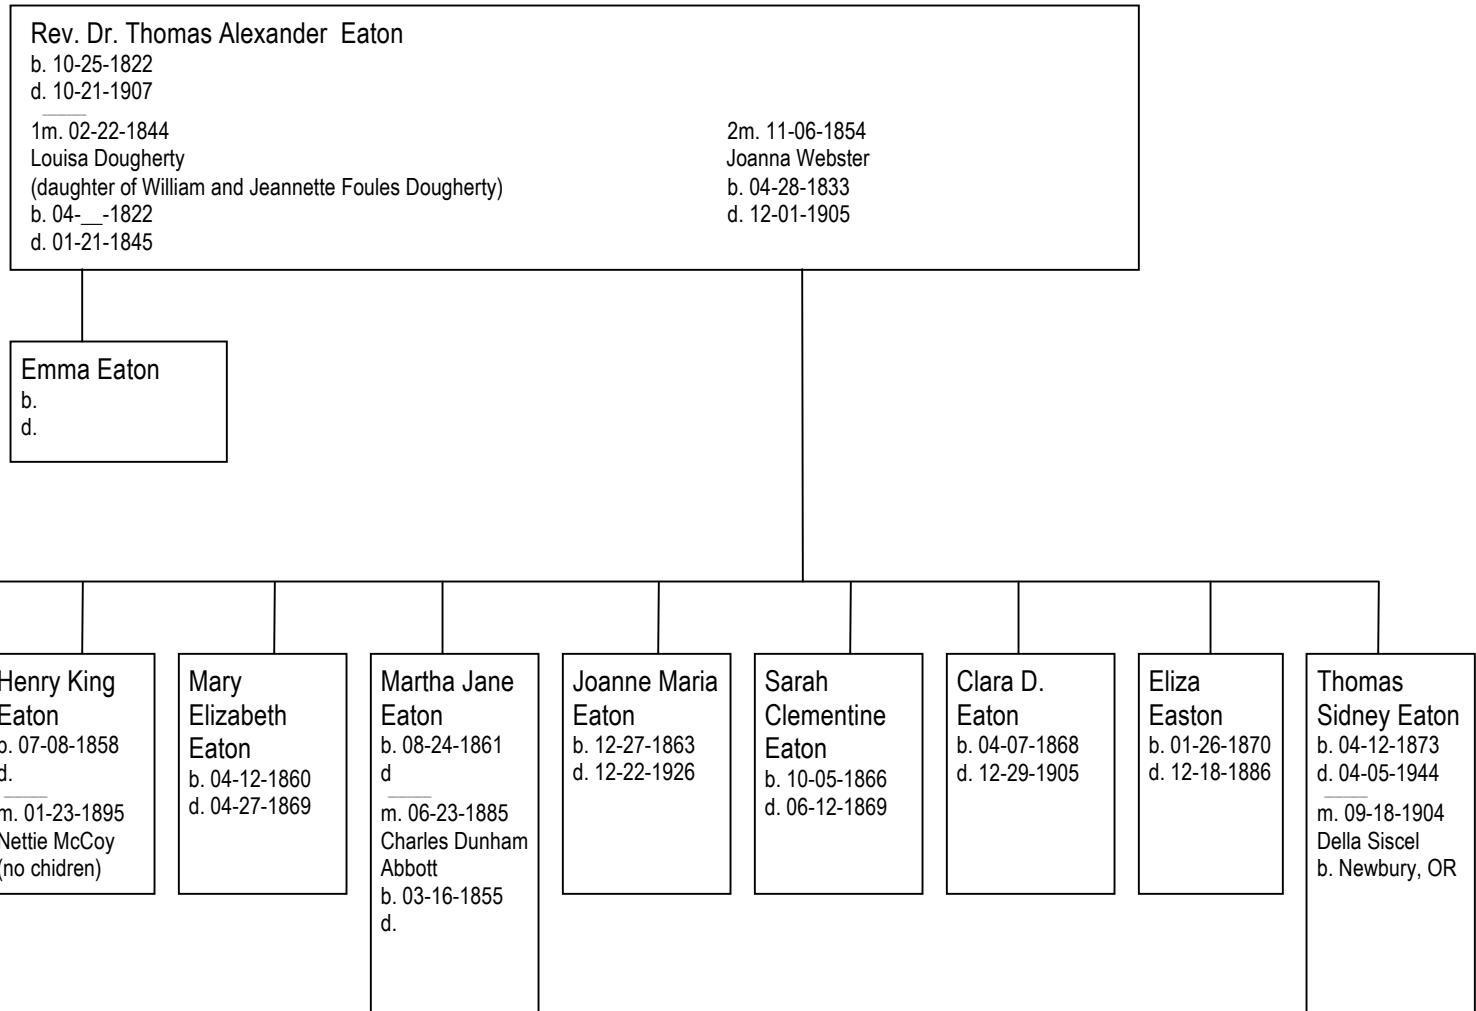 Rev. Dr. Thomas Alexander Eaton
b. 10-25-1822
d. 10-21-1907
1m. 02-22-1844
Louisa Dougherty
(daughter of William and Jeannette Foules Dougherty)
b. 04-__-1822
d. 01-21-1845
2m. 11-06-1854
Joanna Webster
b. 04-28-1833
d. 12-01-1905
Emma Eaton
b.
d.
Henry King
Eaton
b. 07-08-1858
d.
m. 01-23-1895
Nettie McCoy
(no chidren)
Mary
Elizabeth
Eaton
b. 04-12-1860
d. 04-27-1869
Martha Jane
Eaton
b. 08-24-1861
d
m. 06-23-1885
Charles Dunham
Abbott
b. 03-16-1855
d.
Joanne Maria
Eaton
b. 12-27-1863
d. 12-22-1926
Sarah
Clementine
Eaton
b. 10-05-1866
d. 06-12-1869
Clara D.
Eaton
b. 04-07-1868
d. 12-29-1905
Eliza
Easton
b. 01-26-1870
d. 12-18-1886
Thomas
Sidney Eaton
b. 04-12-1873
d. 04-05-1944
m. 09-18-1904
Della Siscel
b. Newbury, OR